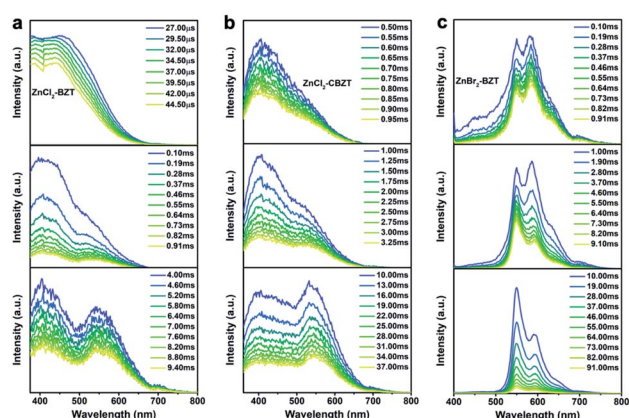 a
27.00μs
29.50μs
32.00μs
34.50μs
37.00μs
39.50μs
42.00μs
44.50μs
ZnCl2-BZT
Intensity (a.u.)
0.10ms
0.19ms
0.28ms
0.37ms
0.46ms
0.55ms
0.64ms
0.73ms
0.82ms
0.91ms
Intensity (a.u.)
4.00ms
4.60ms
5.20ms
5.80ms
6.40ms
7.00ms
7.60ms
8.20ms
8.80ms
9.40ms
Intensity (a.u.)
400 500 600 700 800
Wavelength (nm)
b
0.50ms
0.55ms
0.60ms
0.65ms
0.70ms
0.75ms
0.80ms
0.85ms
0.90ms
0.95ms
ZnCl2-CBZT
Intensity (a.u.)
1.00ms
1.25ms
1.50ms
1.75ms
2.00ms
2.25ms
2.50ms
2.75ms
3.00ms
3.25ms
Intensity (a.u.)
10.00ms
13.00ms
16.00ms
19.00ms
22.00ms
25.00ms
28.00ms
31.00ms
34.00ms
37.00ms
Intensity (a.u.)
400 500 600 700 800
Wavelength (nm)
c
0.10ms
0.19ms
0.28ms
0.37ms
0.46ms
0.55ms
0.64ms
0.73ms
0.82ms
0.91ms
ZnBr2-BZT
Intensity (a.u.)
1.00ms
1.90ms
2.80ms
3.70ms
4.60ms
5.50ms
6.40ms
7.30ms
8.20ms
9.10ms
Intensity (a.u.)
10.00ms
19.00ms
28.00ms
37.00ms
46.00ms
55.00ms
64.00ms
73.00ms
82.00ms
91.00ms
Intensity (a.u.)
400 500 600 700 800
Wavelength (nm)